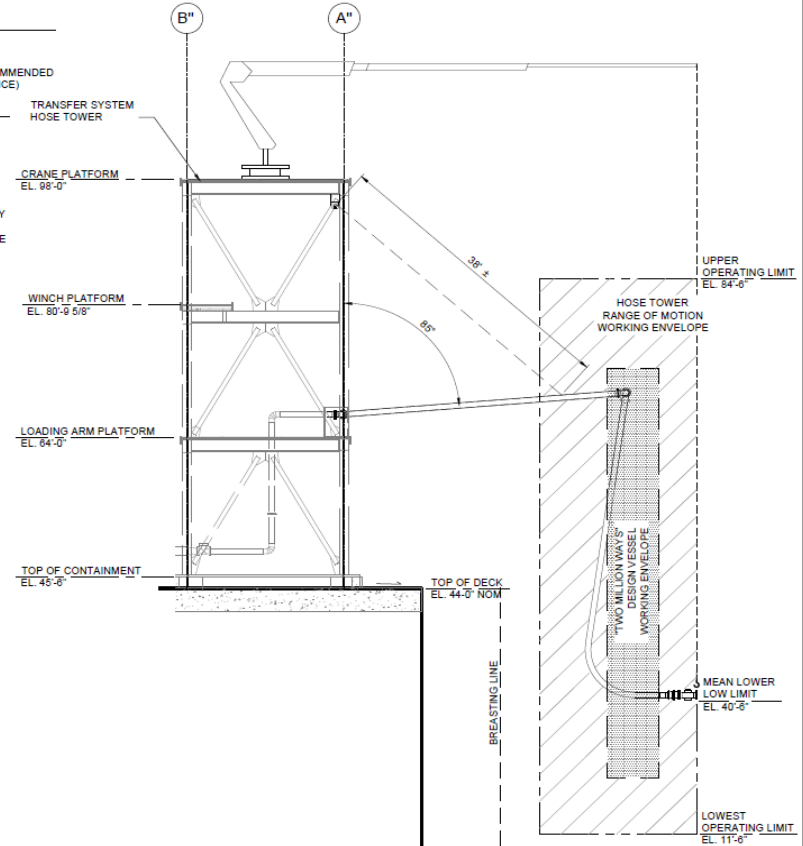 B"
A"
MMENDED
CE)
TRANSFER SYSTEM
HOSE TOWER
CRANE PLATFORM
EL. 98'-0"
Y
E
38' ±
UPPER
OPERATING LIMIT
EL. 84'-6"
WINCH PLATFORM
EL. 80'-9 5/8"
HOSE TOWER
RANGE OF MOTION
WORKING ENVELOPE
85°
LOADING ARM PLATFORM
EL. 64'-0"
"TWO MILLION WAYS"
DESIGN VESSEL
WORKING ENVELOPE
TOP OF CONTAINMENT
EL. 45'-6"
TOP OF DECK
EL. 44'-0" NOM
BREASTING LINE
MEAN LOWER
LOW LIMIT
EL. 40'-6"
LOWEST
OPERATING LIMIT
EL. 11'-6"